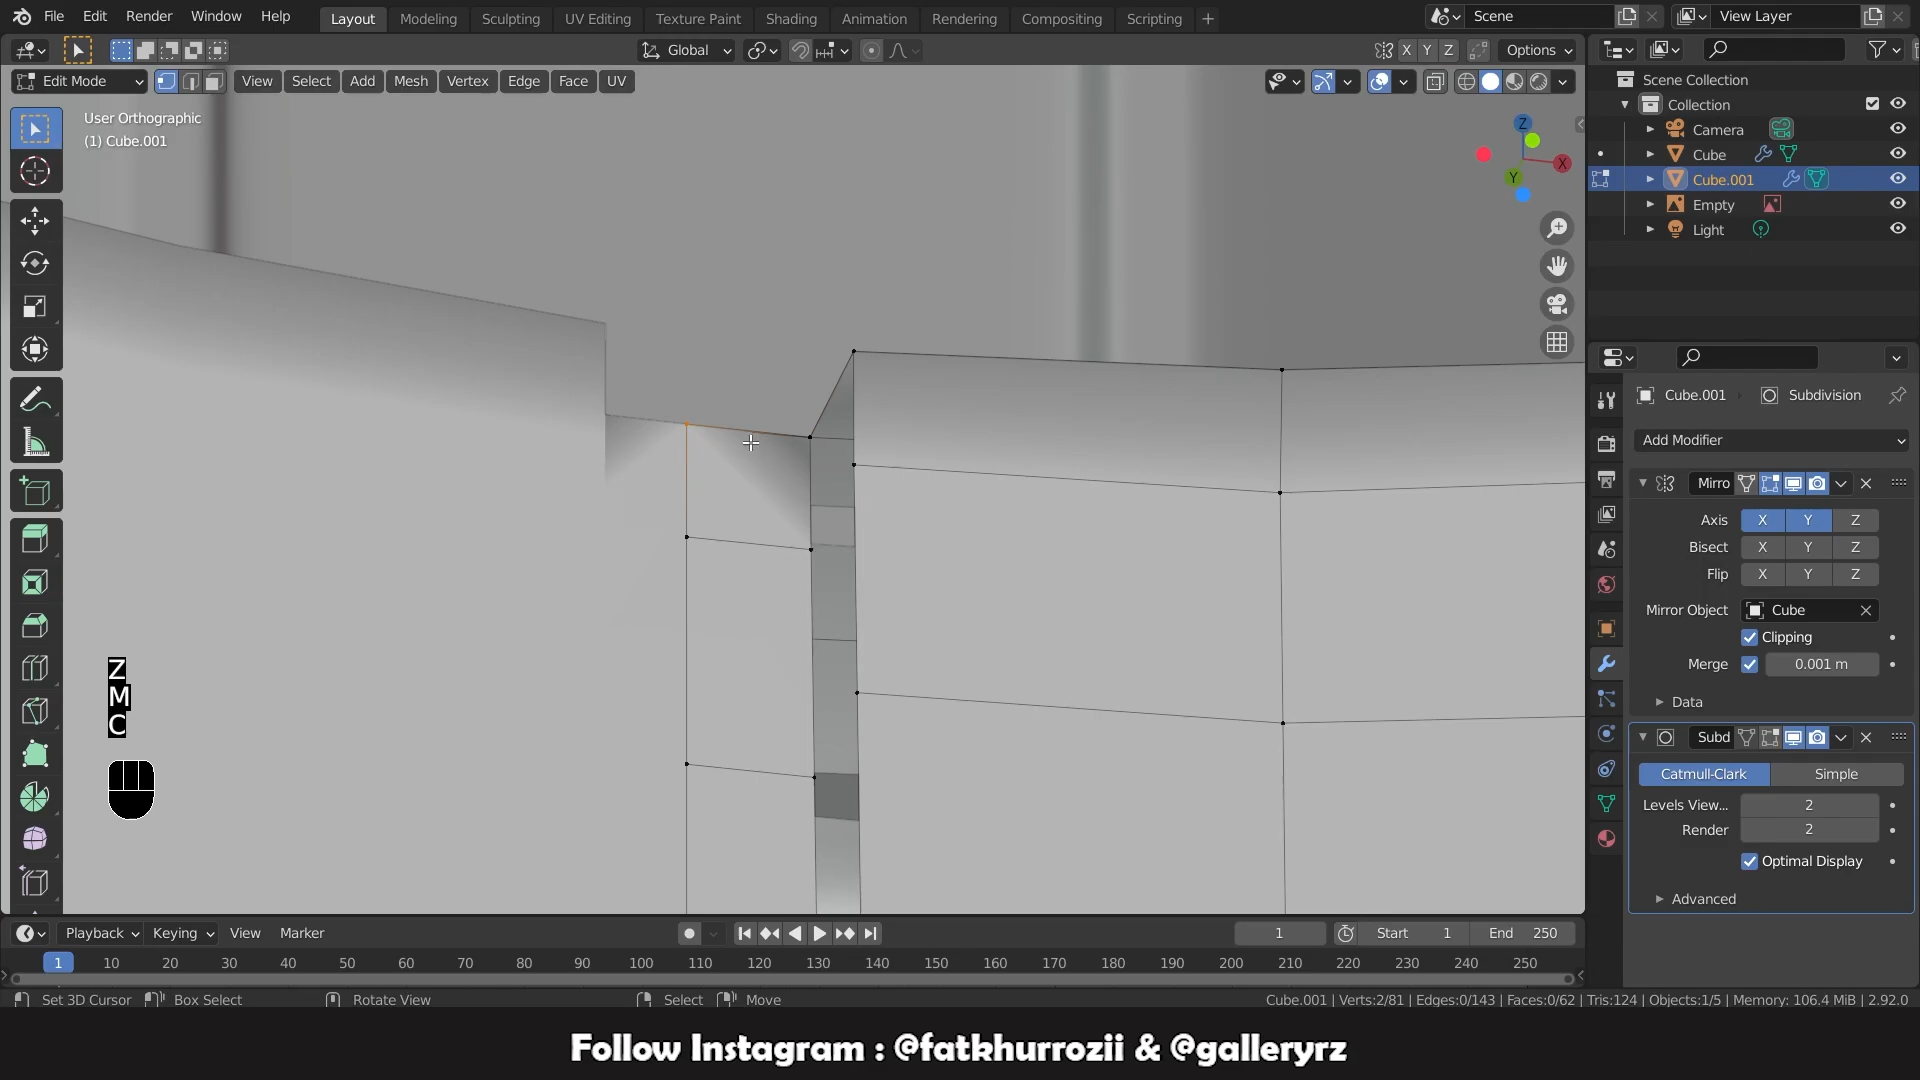 File Edit Render Window Help Layout Modeling Sculpting UV Editing Texture Paint Shading Animation Rendering Compositing Scripting + Scene View Layer
Global X Y Z Options
Edit Mode View Select Add Mesh Vertex Edge Face UV
User Orthographic
(1) Cube.001
Z
X
Y
Scene Collection
Collection
Camera
Cube
Cube.001
Empty
Light
Cube.001 Subdivision
Add Modifier
Mirro
Axis X Y Z
Bisect X Y Z
Flip X Y Z
Mirror Object Cube
Clipping
Merge 0.001 m
Data
Subd
Catmull-Clark Simple
Levels View... 2
Render 2
Optimal Display
Advanced
Z
M
C
Playback Keying View Marker 1 Start 1 End 250
1 10 20 30 40 50 60 70 80 90 100 110 120 130 140 150 160 170 180 190 200 210 220 230 240 250
Set 3D Cursor Box Select Rotate View Select Move Cube.001 | Verts:2/81 | Edges:0/143 | Faces:0/62 | Tris:124 | Objects:1/5 | Memory: 106.4 MiB | 2.92.0
Follow Instagram : @fatkhurrozii & @galleryrz